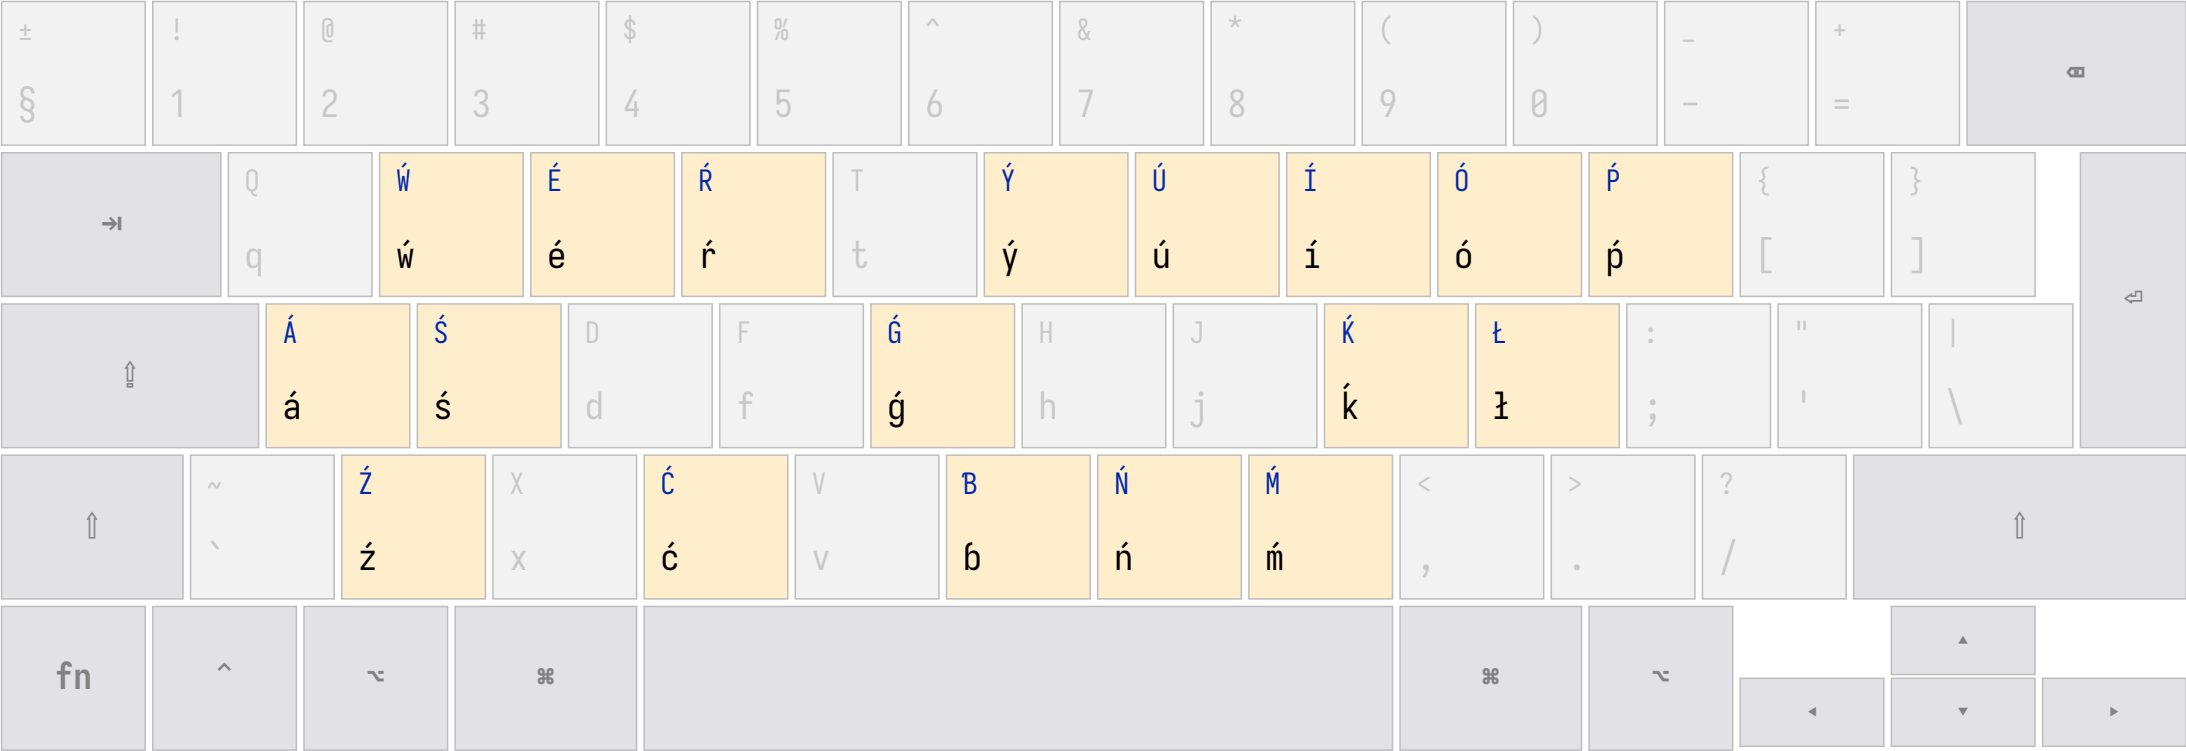 ± ! @ # $ % ^ & * ( ) _ +
§ 1 2 3 4 5 6 7 8 9 0 - = ⌫
Q Ẃ É Ŕ T Ý Ú Í Ó Ṕ { }
⇥ q ẃ é ŕ t ý ú í ó ṕ [ ] ⏎
Á Ś D F Ǵ H J Ḱ Ł : " |
⇪ á ś d f ǵ h j ḱ ł ; ' \
~ Ź X Ć V Ɓ Ń Ḿ < > ?
⇧ ` ź x ć v ɓ ń ḿ , . / ⇧
fn ^ ⌥ ⌘ ⌘ ⌥ ◂ ▴ ▾ ▸